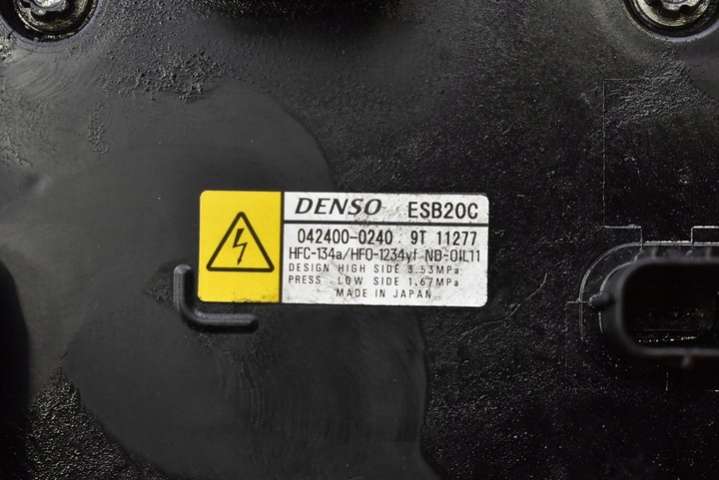 DENSO ESB20C
042400-0240 9T 11277
HFC-134a/HFO-1234yf ND-OIL11
DESIGN HIGH SIDE 3.53MPa
PRESS LOW SIDE 1.67MPa
MADE IN JAPAN